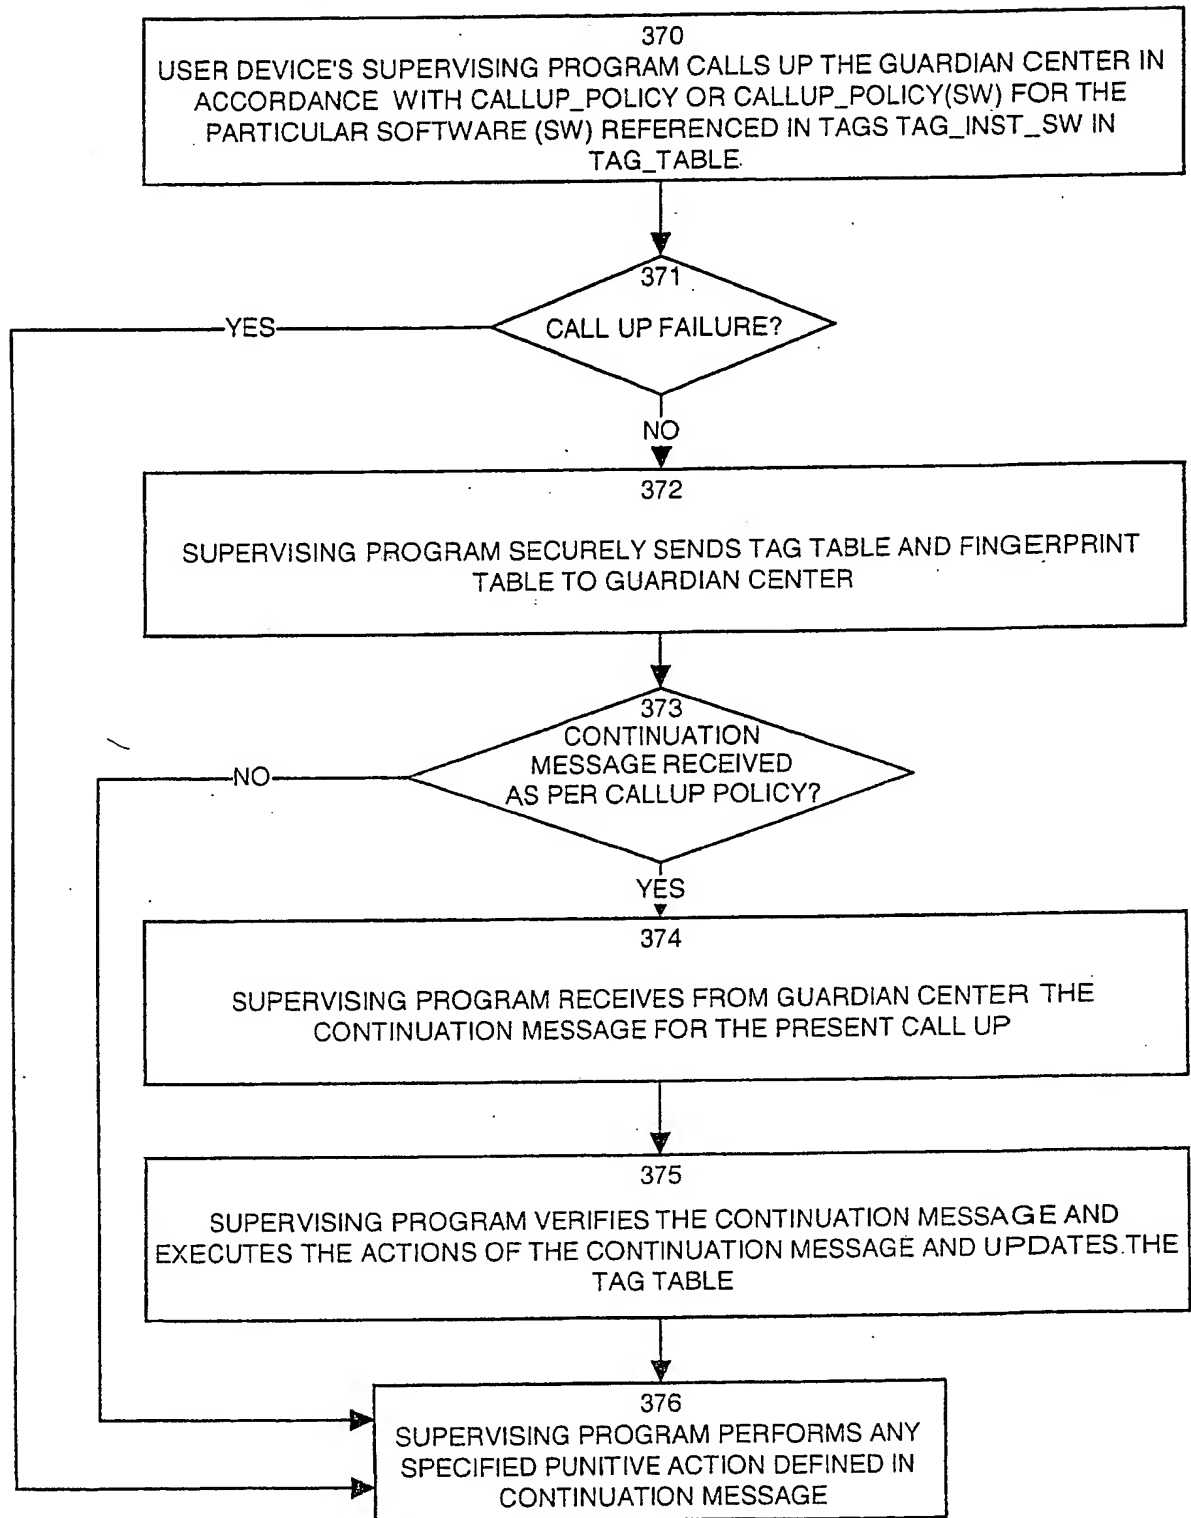 370
USER DEVICE'S SUPERVISING PROGRAM CALLS UP THE GUARDIAN CENTER IN
ACCORDANCE WITH CALLUP_POLICY OR CALLUP_POLICY(SW) FOR THE
PARTICULAR SOFTWARE (SW) REFERENCED IN TAGS TAG_INST_SW IN
TAG_TABLE.
371
CALL UP FAILURE?
YES
NO
372
SUPERVISING PROGRAM SECURELY SENDS TAG TABLE AND FINGERPRINT
TABLE TO GUARDIAN CENTER
373
CONTINUATION
MESSAGE RECEIVED
AS PER CALLUP POLICY?
NO
YES
374
SUPERVISING PROGRAM RECEIVES FROM GUARDIAN CENTER THE
CONTINUATION MESSAGE FOR THE PRESENT CALL UP
375
SUPERVISING PROGRAM VERIFIES THE CONTINUATION MESSAGE AND
EXECUTES THE ACTIONS OF THE CONTINUATION MESSAGE AND UPDATES.THE
TAG TABLE
376
SUPERVISING PROGRAM PERFORMS ANY
SPECIFIED PUNITIVE ACTION DEFINED IN
CONTINUATION MESSAGE